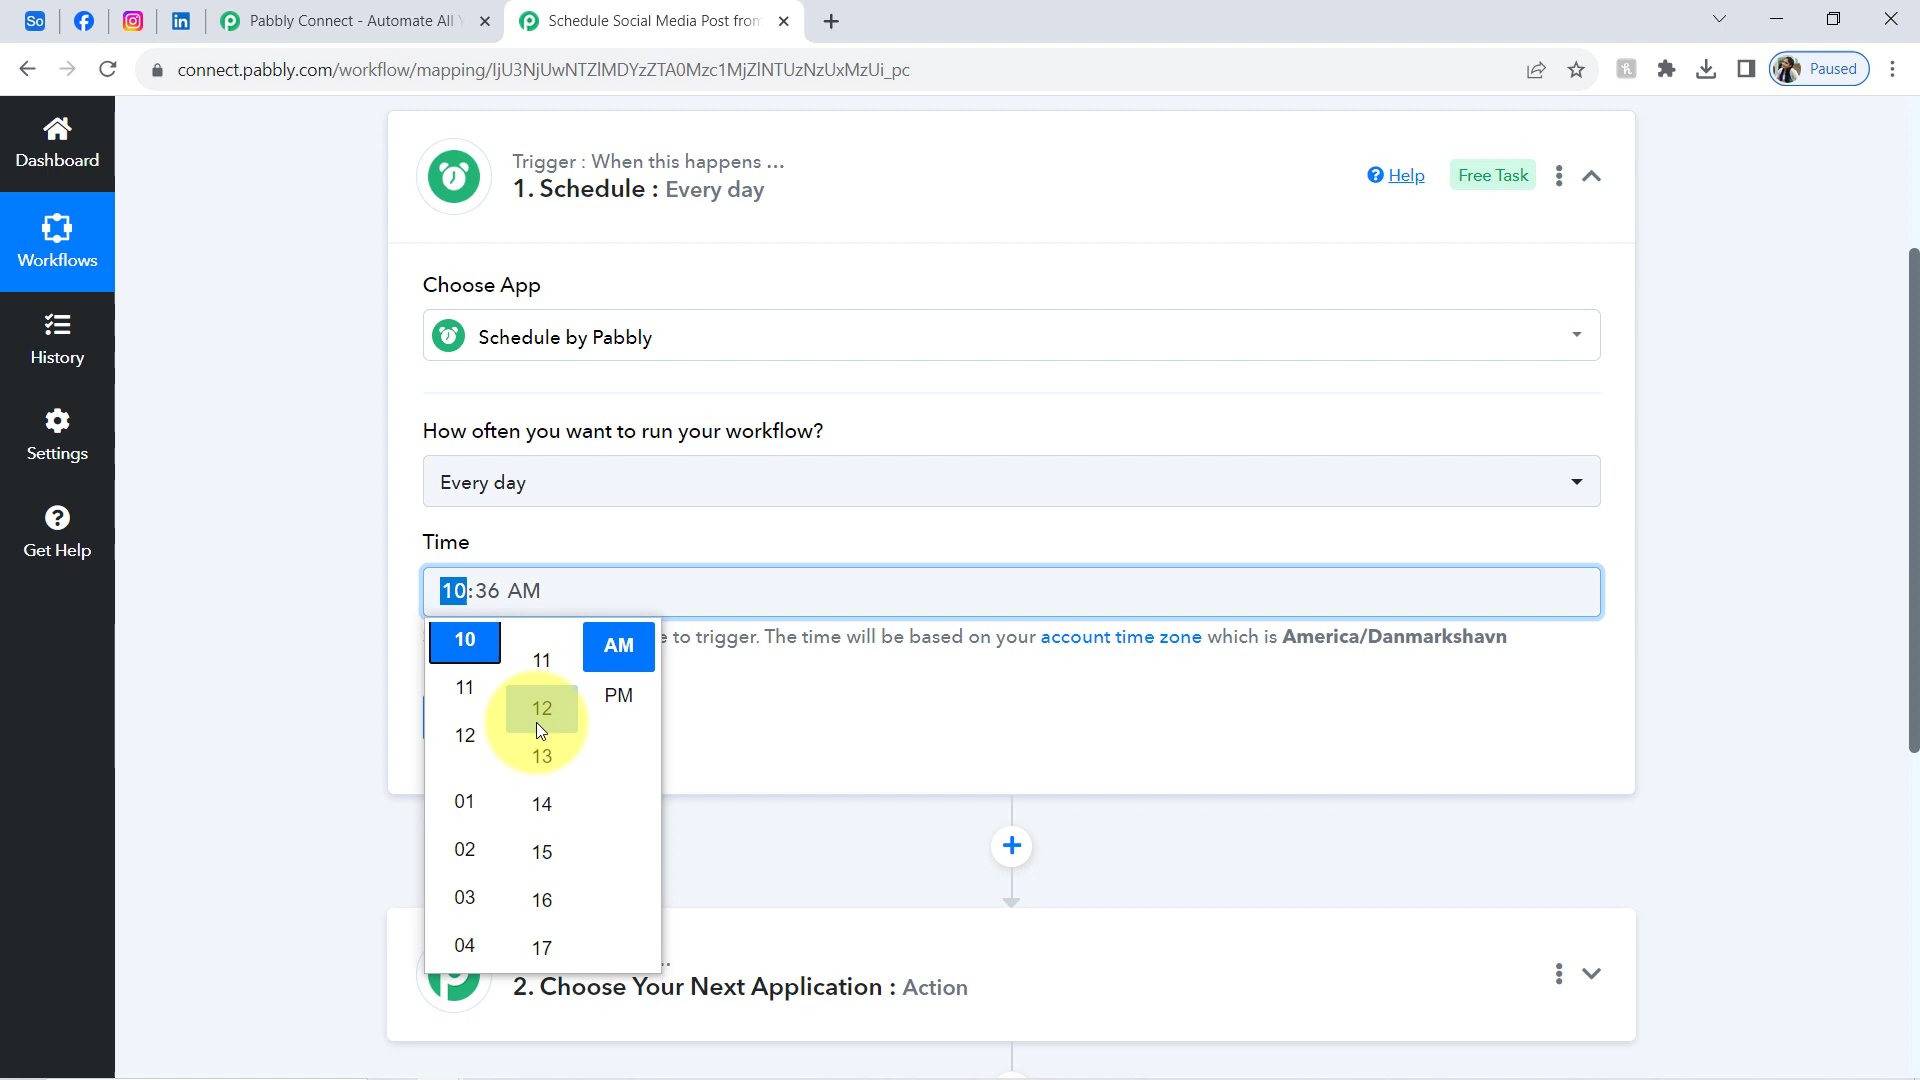 So
Pabbly Connect - Automate All
Schedule Social Media Post from
connect.pabbly.com/workflow/mapping/IjU3NjUwNTZlMDYzZTA0Mzc1MjZlNTUzNzUxMzUi_pc
Paused
Dashboard
Workflows
History
Settings
Get Help
Trigger : When this happens ...
1. Schedule : Every day
Help
Free Task
Choose App
Schedule by Pabbly
How often you want to run your workflow?
Every day
Time
10:36 AM
e to trigger. The time will be based on your account time zone which is America/Danmarkshavn
10
11
12
01
02
03
04
11
12
13
14
15
16
17
AM
PM
2. Choose Your Next Application : Action